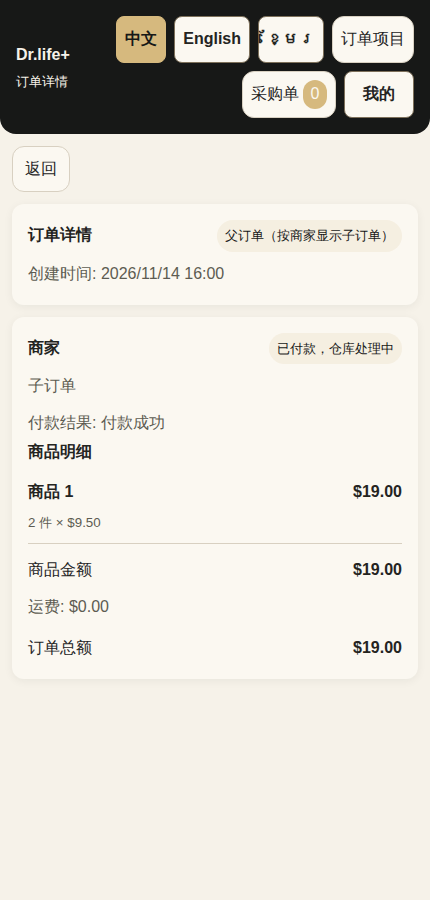 Dr.life+
订单详情
中文
English
ខ្មែរ
订单项目
采购单 0
我的
返回
订单详情
父订单（按商家显示子订单）
创建时间: 2026/11/14 16:00
商家
已付款，仓库处理中
子订单
付款结果: 付款成功
商品明细
商品 1
$19.00
2 件 × $9.50
商品金额
$19.00
运费: $0.00
订单总额
$19.00